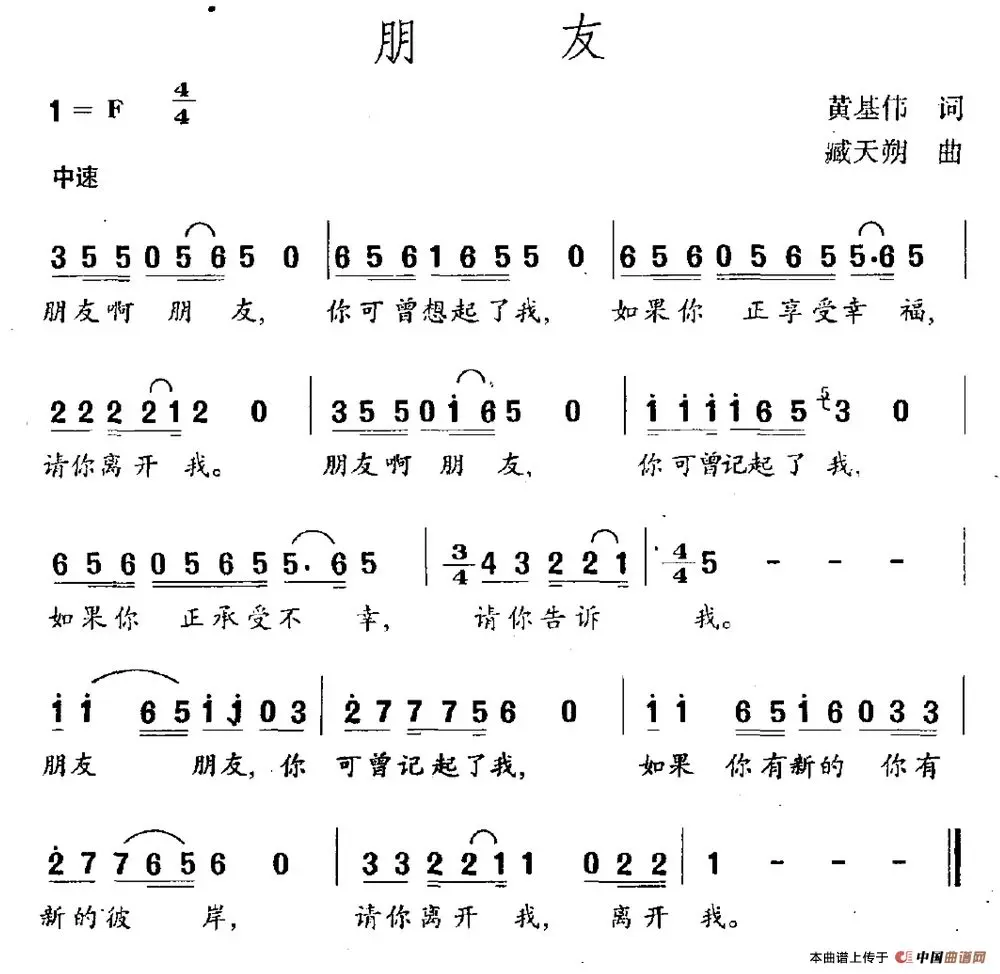 朋 友
1 = F 4/4
黄基伟 词
臧天朔 曲
中速
3 5 5 0 5 6 5 0 | 6 5 6 1 6 5 5 0 | 6 5 6 0 5 6 5 5·6 5 |
朋友啊 朋 友, 你可曾想起了我, 如果你 正享受幸 福,
2 2 2 2 1 2 0 | 3 5 5 0 i 6 5 0 | i i i i 6 5 5 3 0 |
请你离开 我。 朋友啊 朋 友, 你可曾记起了 我,
6 5 6 0 5 6 5 5· 6 5 | 3/4 4 3 2 2 1 | 4/4 5 - - - |
如果你 正承受不 幸, 请你告诉 我。
i i 6 5 i i 0 3 | 2̇ 7 7 7 5 6 0 | i i 6 5 i 6 0 3 3 |
朋友 朋友, 你 可曾记起了我, 如果 你有新的 你有
2̇ 7 7 6 5 6 0 | 3 3 2 2 1 1 0 2 2 | 1 - - - ‖
新的彼 岸, 请你离开 我, 离开 我。
本曲谱上传于 中国曲谱网